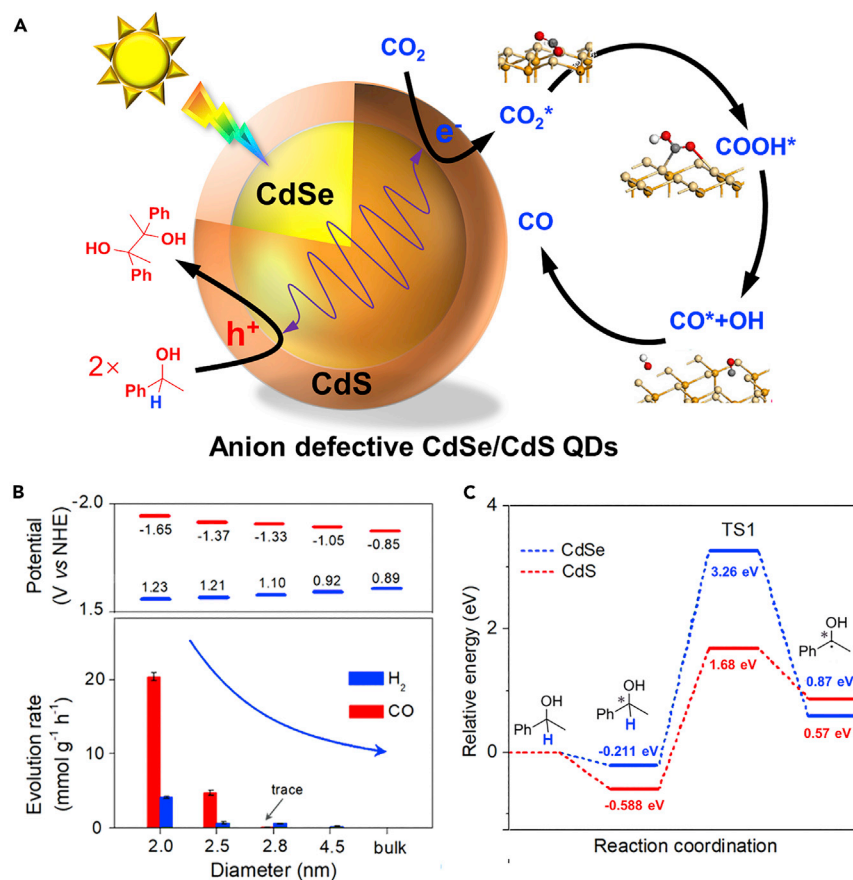 A
CO2
e-
CO2*
COOH*
CdSe
Ph
OH
HO
Ph
CO
h+
CO*+OH
2×
OH
Ph
H
CdS
Anion defective CdSe/CdS QDs
B
Potential
(V vs NHE
-2.0
-1.65
-1.37
-1.33
-1.05
-0.85
1.23
1.21
1.10
0.92
0.89
1.5
Evolution rate
(mmol g-1 h-1)
20
10
0
H2
CO
trace
2.0
2.5
2.8
4.5
bulk
Diameter (nm)
C
Relative energy (eV)
4
2
0
CdSe
CdS
TS1
3.26 eV
1.68 eV
OH
Ph
H
*
OH
Ph
H
-0.211 eV
-0.588 eV
*
OH
Ph
0.87 eV
0.57 eV
Reaction coordination